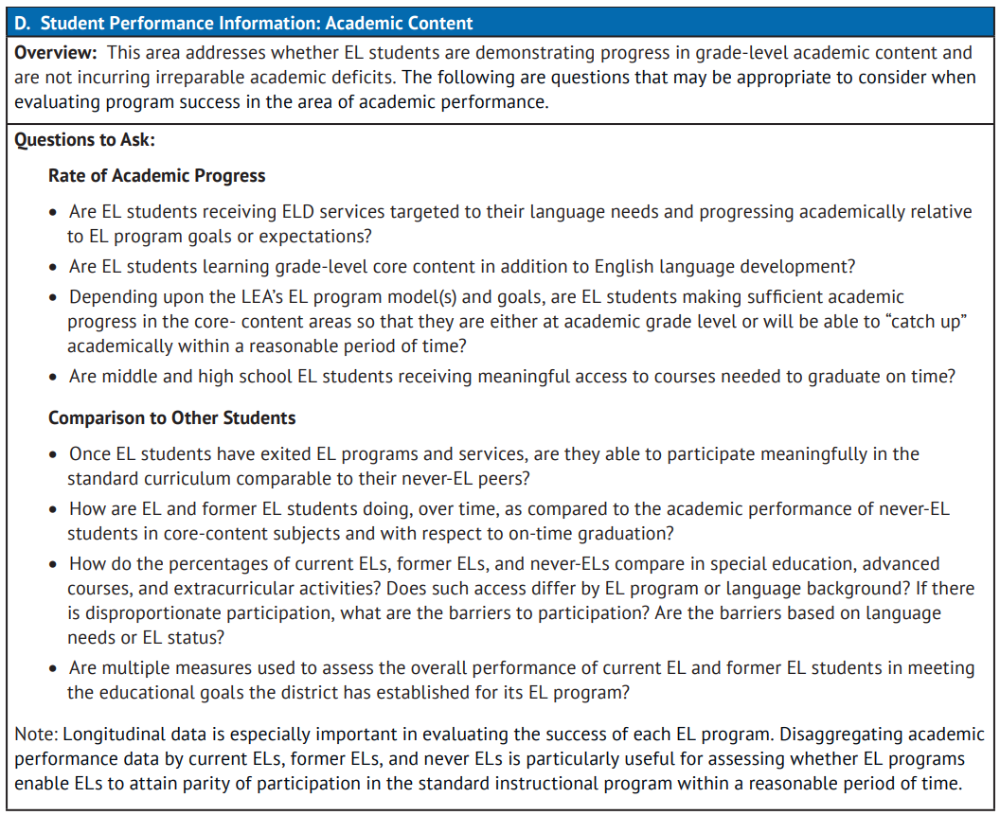 D. Student Performance Information: Academic Content
Overview: This area addresses whether EL students are demonstrating progress in grade-level academic content and
are not incurring irreparable academic deficits. The following are questions that may be appropriate to consider when
evaluating program success in the area of academic performance.
Questions to Ask:
Rate of Academic Progress
• Are EL students receiving ELD services targeted to their language needs and progressing academically relative
to EL program goals or expectations?
• Are EL students learning grade-level core content in addition to English language development?
• Depending upon the LEA’s EL program model(s) and goals, are EL students making sufficient academic
progress in the core- content areas so that they are either at academic grade level or will be able to “catch up”
academically within a reasonable period of time?
• Are middle and high school EL students receiving meaningful access to courses needed to graduate on time?
Comparison to Other Students
• Once EL students have exited EL programs and services, are they able to participate meaningfully in the
standard curriculum comparable to their never-EL peers?
• How are EL and former EL students doing, over time, as compared to the academic performance of never-EL
students in core-content subjects and with respect to on-time graduation?
• How do the percentages of current ELs, former ELs, and never-ELs compare in special education, advanced
courses, and extracurricular activities? Does such access differ by EL program or language background? If there
is disproportionate participation, what are the barriers to participation? Are the barriers based on language
needs or EL status?
• Are multiple measures used to assess the overall performance of current EL and former EL students in meeting
the educational goals the district has established for its EL program?
Note: Longitudinal data is especially important in evaluating the success of each EL program. Disaggregating academic
performance data by current ELs, former ELs, and never ELs is particularly useful for assessing whether EL programs
enable ELs to attain parity of participation in the standard instructional program within a reasonable period of time.